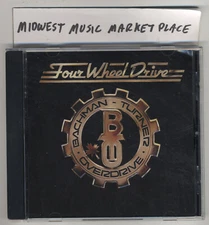 MIDWEST MUSIC MARKET PLACE
Four Wheel Drive
BACHMAN - TURNER
B
OVERDRIVE